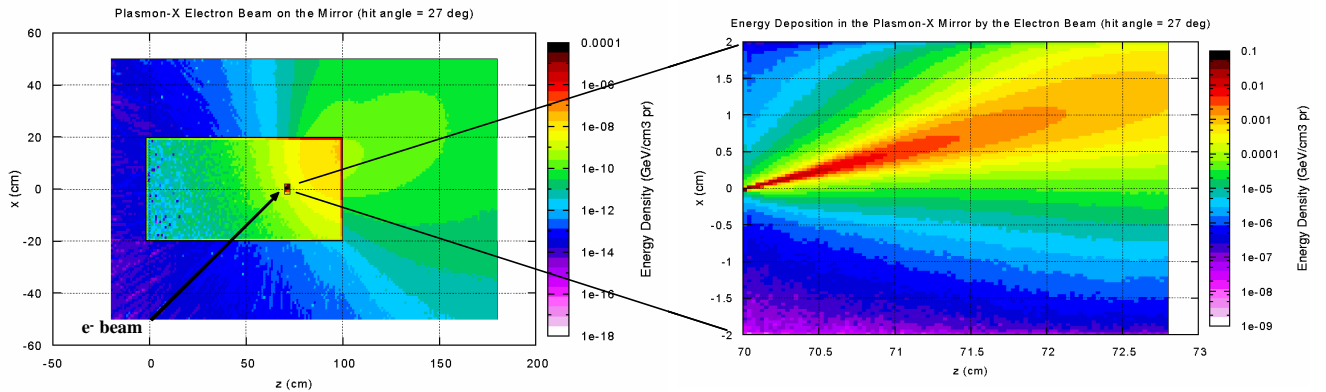 Plasmon-X Electron Beam on the Mirror (hit angle = 27 deg)
60
40
20
0
-20
-40
-60
x (cm)
-50
0
50
100
150
200
z (cm)
e- beam
0.0001
1e-06
1e-08
1e-10
1e-12
1e-14
1e-16
1e-18
Energy Density (GeV/cm3 pr)
Energy Deposition in the Plasmon-X Mirror by the Electron Beam (hit angle = 27 deg)
2
1.5
1
0.5
0
-0.5
-1
-1.5
-2
x (cm)
70
70.5
71
71.5
72
72.5
73
z (cm)
0.1
0.01
0.001
0.0001
1e-05
1e-06
1e-07
1e-08
1e-09
Energy Density (GeV/cm3 pr)